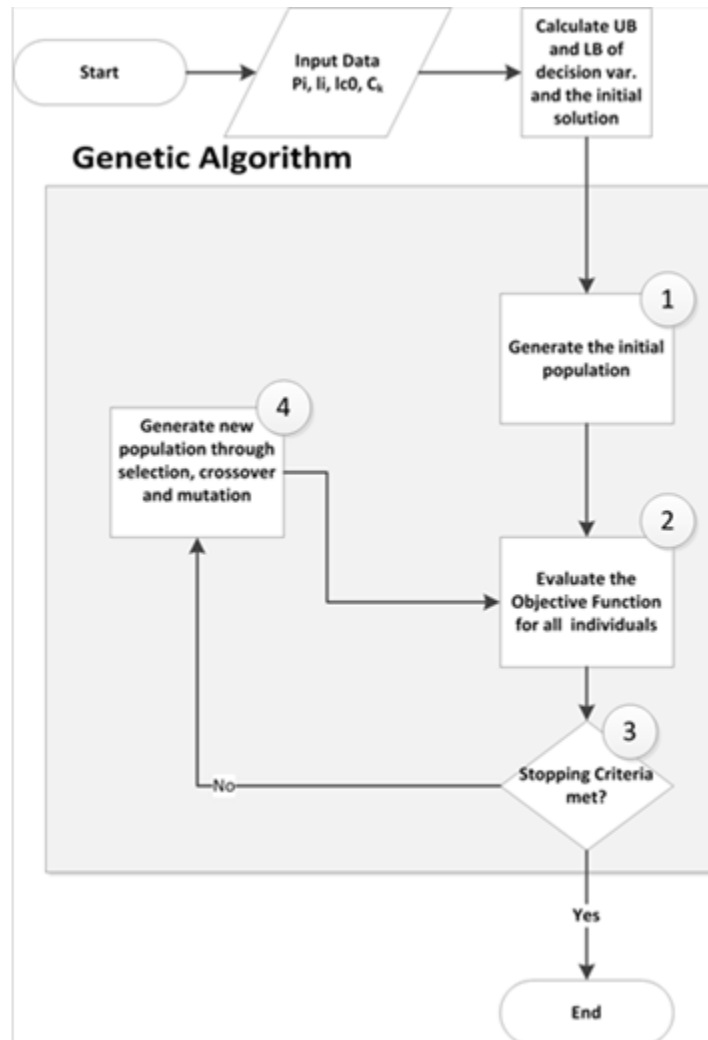 Start
Input Data
Pi, li, lc0, Ck
Calculate UB
and LB of
decision var.
and the initial
solution
Genetic Algorithm
1
Generate the initial
population
4
Generate new
population through
selection, crossover
and mutation
2
Evaluate the
Objective Function
for all individuals
3
Stopping Criteria
met?
No
Yes
End